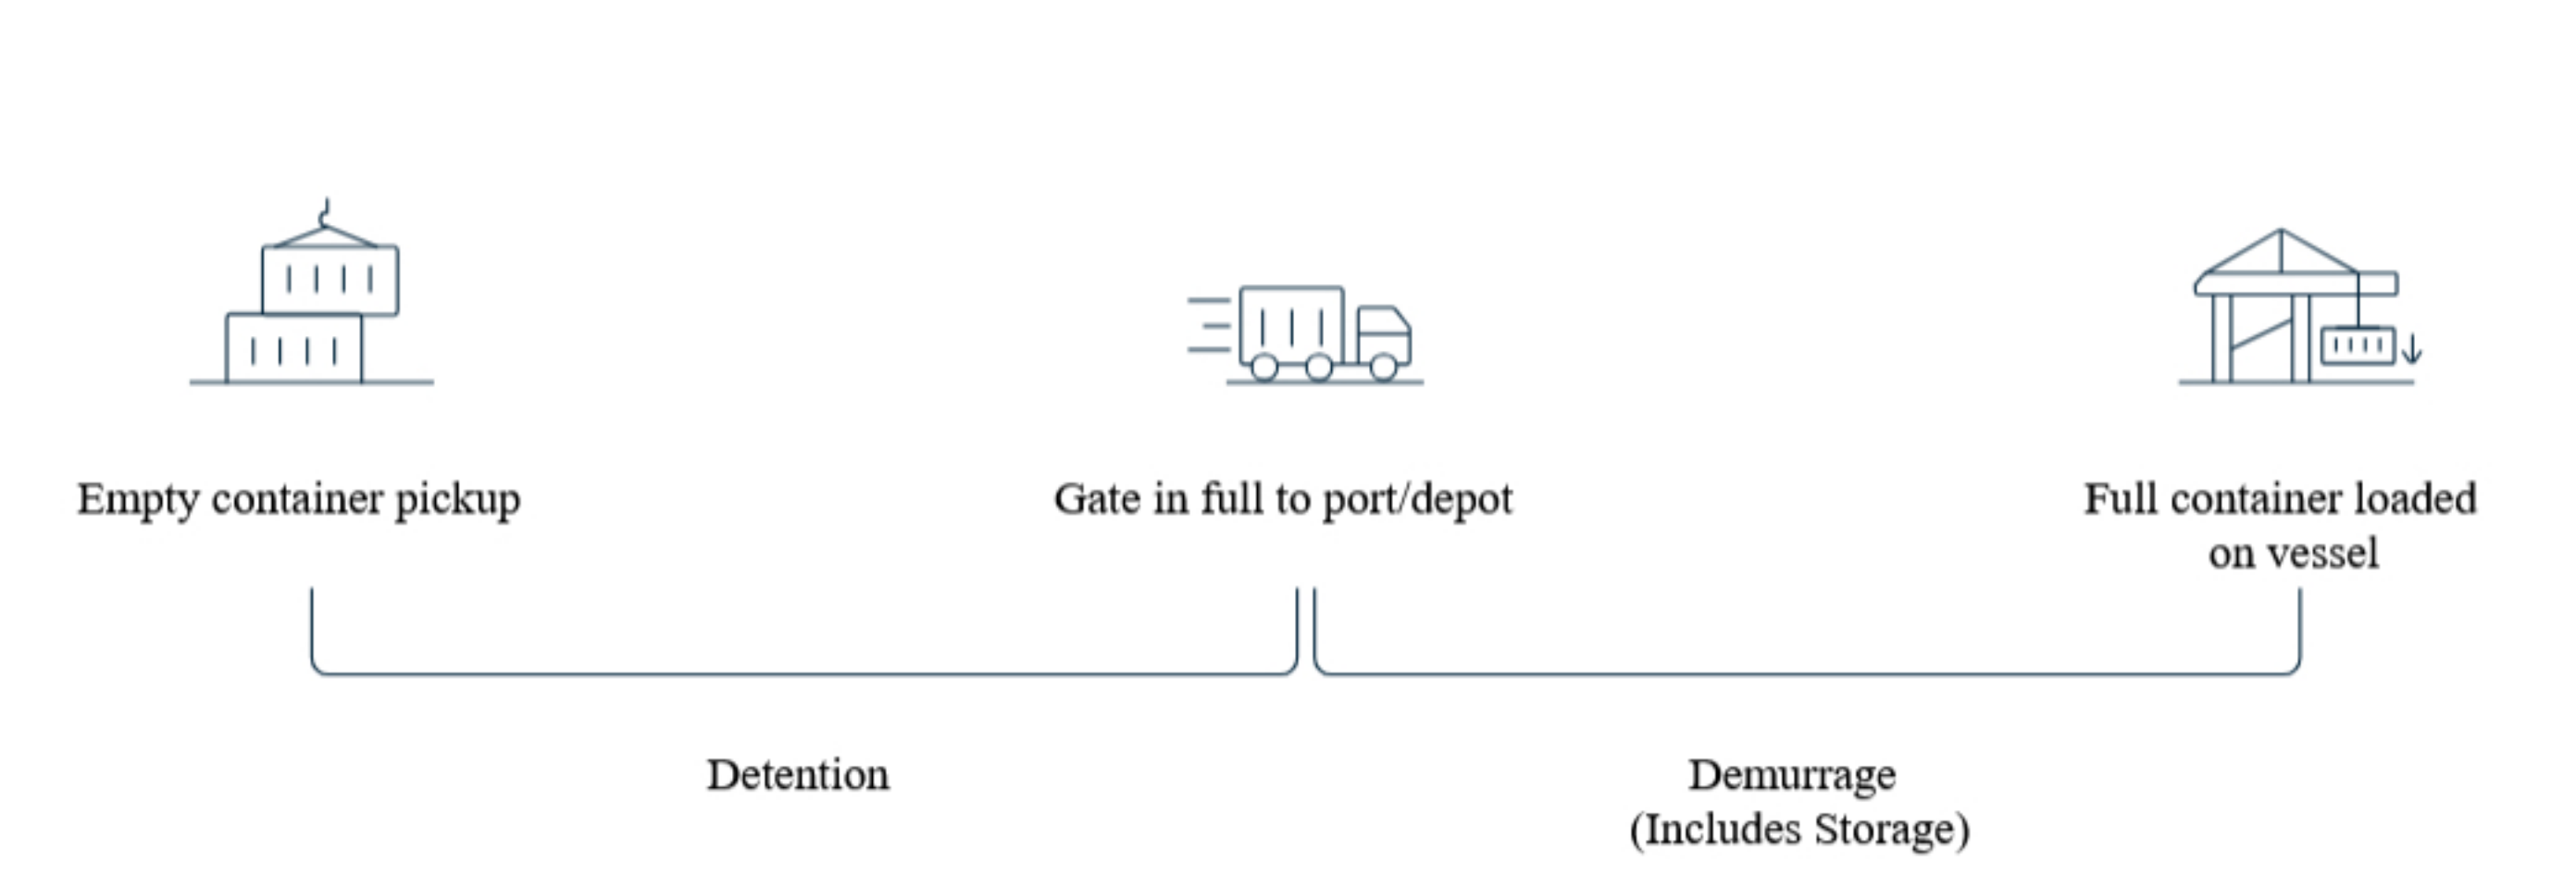 Empty container pickup
Gate in full to port/depot
Full container loaded
on vessel
Detention
Demurrage
(Includes Storage)